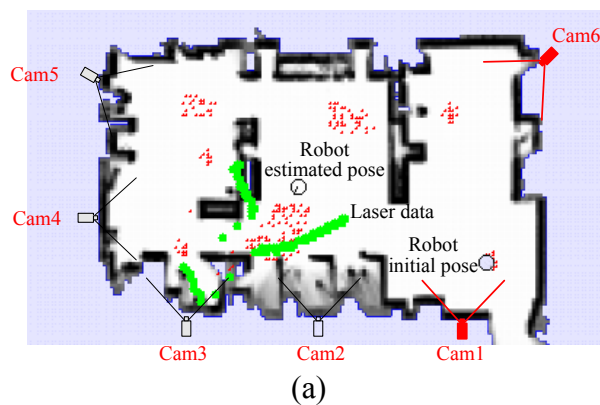 Cam6
Cam5
Robot
estimated pose
Laser data
Cam4
Robot
initial pose
Cam3
Cam2
Cam1
(a)